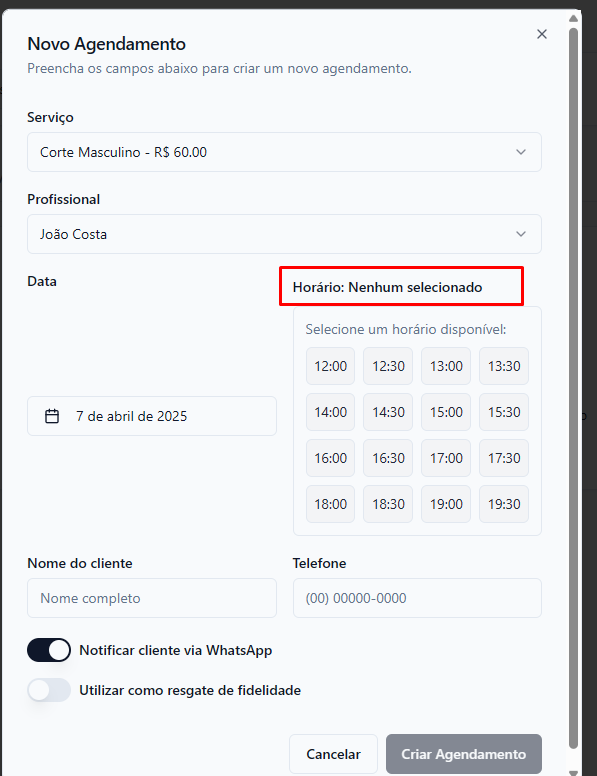 Novo Agendamento
Preencha os campos abaixo para criar um novo agendamento.
Serviço
Corte Masculino - R$ 60.00
Profissional
João Costa
Data
Horário: Nenhum selecionado
Selecione um horário disponível:
12:00 12:30 13:00 13:30
14:00 14:30 15:00 15:30
7 de abril de 2025
16:00 16:30 17:00 17:30
18:00 18:30 19:00 19:30
Nome do cliente
Nome completo
Telefone
(00) 00000-0000
Notificar cliente via WhatsApp
Utilizar como resgate de fidelidade
Cancelar
Criar Agendamento